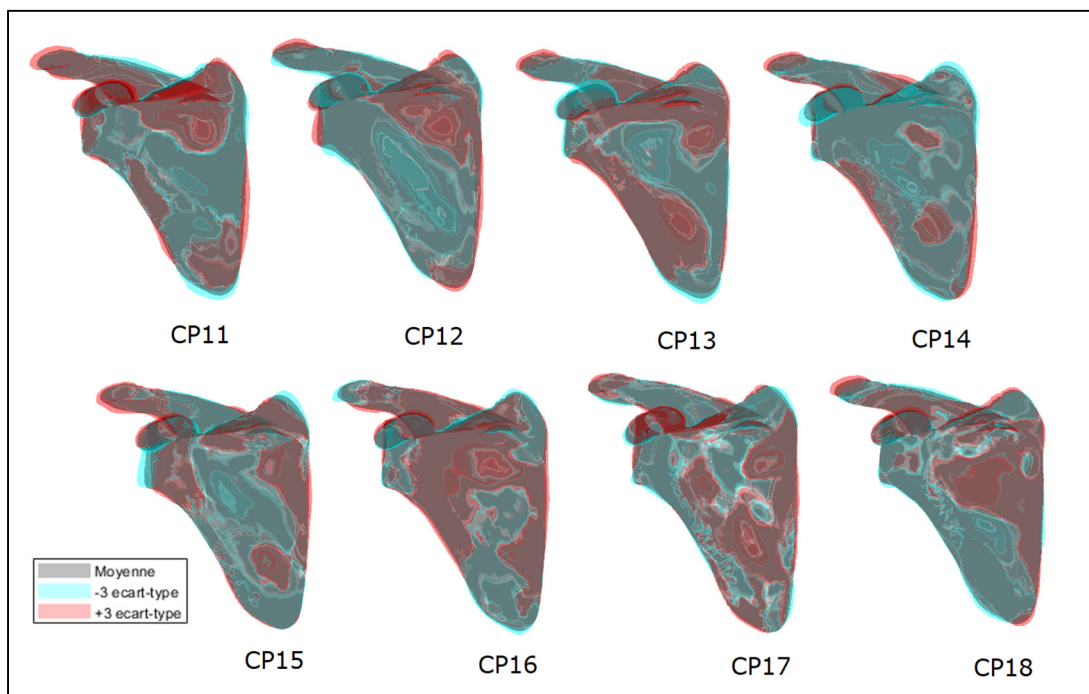 CP11 CP12 CP13 CP14
Moyenne
-3 ecart-type
+3 ecart-type
CP15 CP16 CP17 CP18